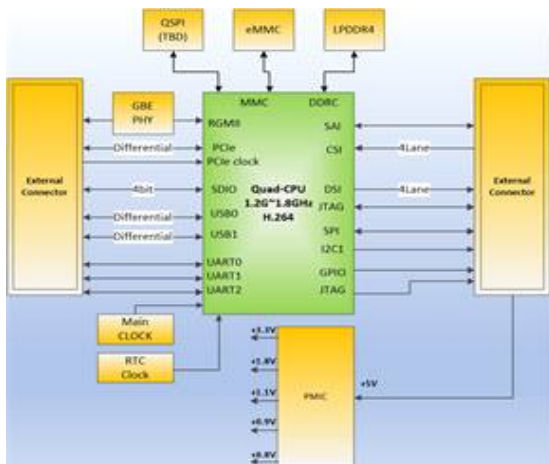 QSPI
(TBD)
eMMC
LPDDR4
GBE
PHY
MMC
DDRC
RGMII
SAI
Differential
PCIe
CSI
4Lane
PCIe clock
External
Connector
Quad-CPU
1.2G~1.8GHz
H.264
External
Connector
4bit
SDIO
DSI
4Lane
JTAG
Differential
USB0
Differential
USB1
SPI
I2C1
UART0
GPIO
UART1
UART2
JTAG
Main
CLOCK
RTC
Clock
+3.3V
+1.8V
+1.1V
+0.9V
+0.8V
PMIC
+5V